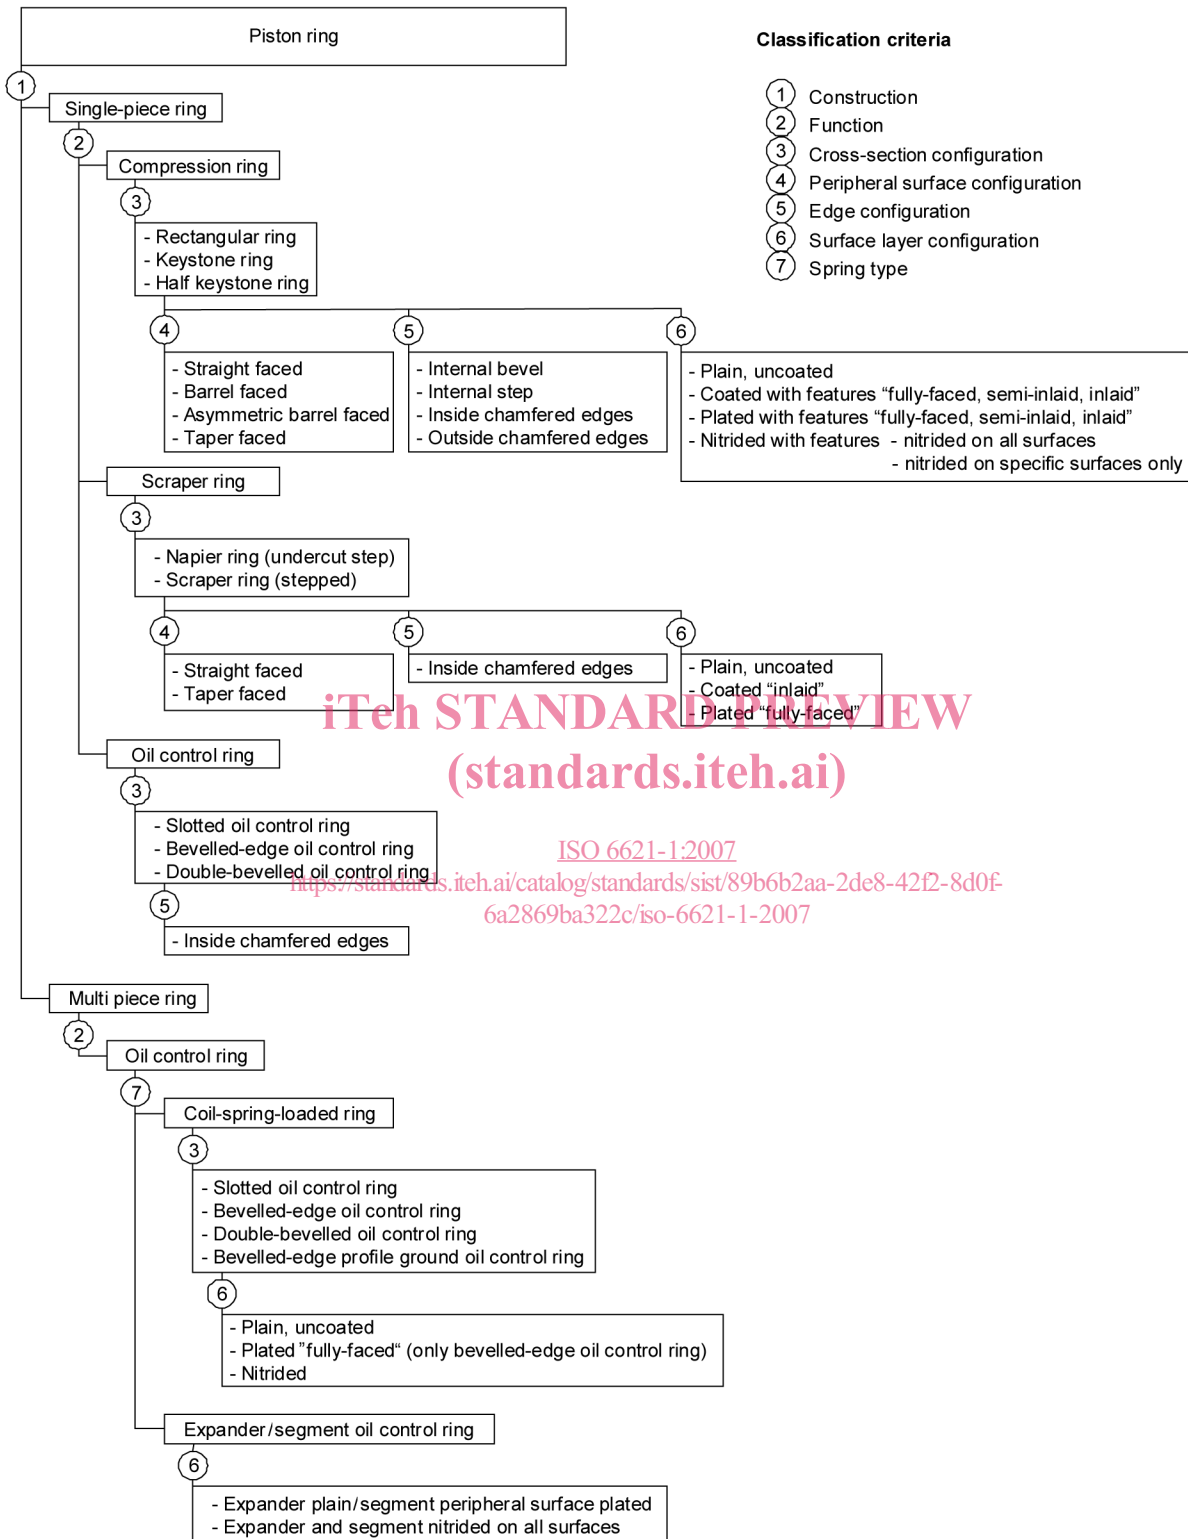 Piston ring
Classification criteria
1 Construction
2 Function
3 Cross-section configuration
4 Peripheral surface configuration
5 Edge configuration
6 Surface layer configuration
7 Spring type
1
Single-piece ring
2
Compression ring
3
- Rectangular ring
- Keystone ring
- Half keystone ring
4
- Straight faced
- Barrel faced
- Asymmetric barrel faced
- Taper faced
5
- Internal bevel
- Internal step
- Inside chamfered edges
- Outside chamfered edges
6
- Plain, uncoated
- Coated with features “fully-faced, semi-inlaid, inlaid”
- Plated with features “fully-faced, semi-inlaid, inlaid”
- Nitrided with features - nitrided on all surfaces
- nitrided on specific surfaces only
Scraper ring
3
- Napier ring (undercut step)
- Scraper ring (stepped)
4
- Straight faced
- Taper faced
5
- Inside chamfered edges
6
- Plain, uncoated
- Coated “inlaid”
- Plated “fully-faced”
iTeh STANDARD PREVIEW
(standards.iteh.ai)
Oil control ring
3
- Slotted oil control ring
- Bevelled-edge oil control ring
- Double-bevelled oil control ring
ISO 6621-1:2007
https://standards.iteh.ai/catalog/standards/sist/89b6b2aa-2de8-42f2-8d0f-
6a2869ba322c/iso-6621-1-2007
5
- Inside chamfered edges
Multi piece ring
2
Oil control ring
7
Coil-spring-loaded ring
3
- Slotted oil control ring
- Bevelled-edge oil control ring
- Double-bevelled oil control ring
- Bevelled-edge profile ground oil control ring
6
- Plain, uncoated
- Plated ”fully-faced“ (only bevelled-edge oil control ring)
- Nitrided
Expander/segment oil control ring
6
- Expander plain/segment peripheral surface plated
- Expander and segment nitrided on all surfaces